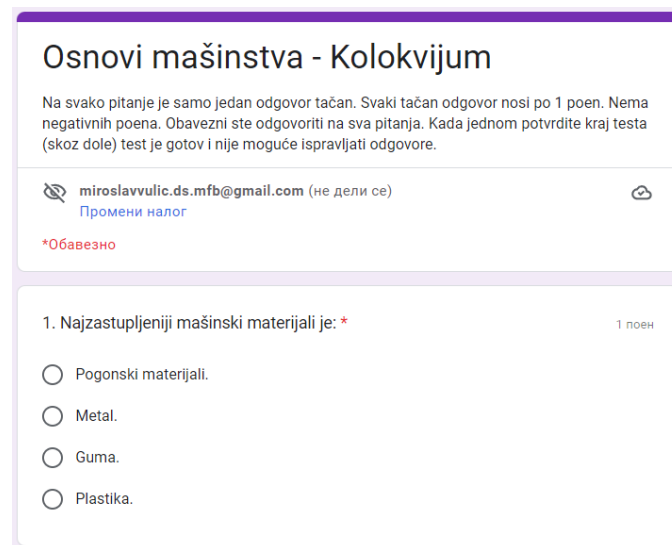 Osnovi mašinstva - Kolokvijum
Na svako pitanje je samo jedan odgovor tačan. Svaki tačan odgovor nosi po 1 poen. Nema
negativnih poena. Obavezni ste odgovoriti na sva pitanja. Kada jednom potvrdite kraj testa
(skoz dole) test je gotov i nije moguće ispravljati odgovore.
miroslavvulic.ds.mfb@gmail.com (не дели се)
Промени налог
*Обавезно
1. Najzastupljeniji mašinski materijali je: * 1 поен
Pogonski materijali.
Metal.
Guma.
Plastika.